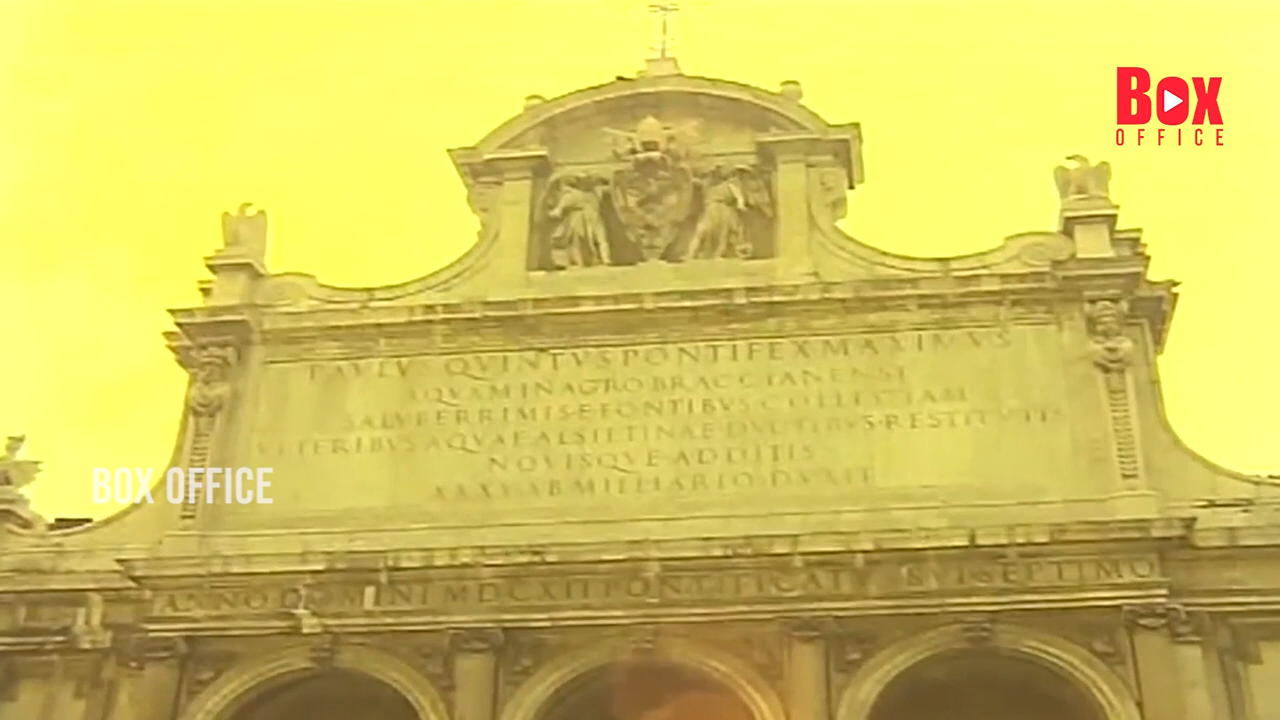 BOX
OFFICE
PAVLVS QVINTVS PONTIFEX MAXIMVS
AQVAM IN AGRO BRACCIANENSI
SALVBERRIMIS E FONTIBVS COLLECTAM
VETERIBVS AQVAE ALSIETINAE DVCTIBVS RESTITVTIS
NOVISQVE ADDITIS
XXXV AB MILLIARIO DVXIT
BOX OFFICE
ANNO DOMINI MDCXII PONTIFICATVS SVI SEPTIMO